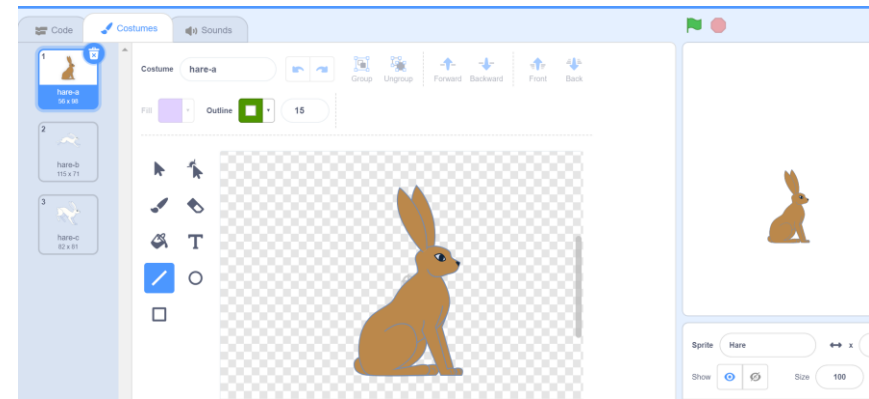 Code
Costumes
Sounds
1
hare-a
56 x 98
2
hare-b
115 x 71
3
hare-c
82 x 81
Costume hare-a
Group Ungroup Forward Backward Front Back
Fill Outline 15
T
Sprite Hare x
Show Size 100